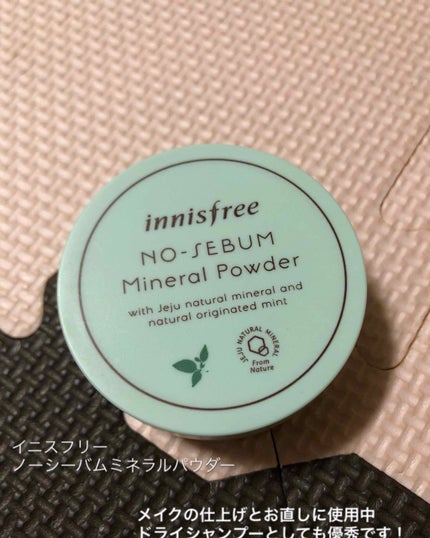 innisfree
NO-SEBUM
Mineral Powder
with Jeju natural mineral and
natural originated mint
JEJU NATURAL MINERAL
From
Nature
イニスフリー
ノーシーバムミネラルパウダー
メイクの仕上げとお直しに使用中
ドライシャンプーとしても優秀です！